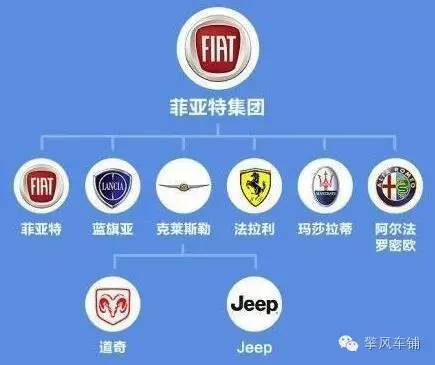 FIAT
菲亚特集团
FIAT
LANCIA
菲亚特
蓝旗亚
克莱斯勒
法拉利
玛莎拉蒂
阿尔法
罗密欧
Jeep
道奇
Jeep
擎风车铺